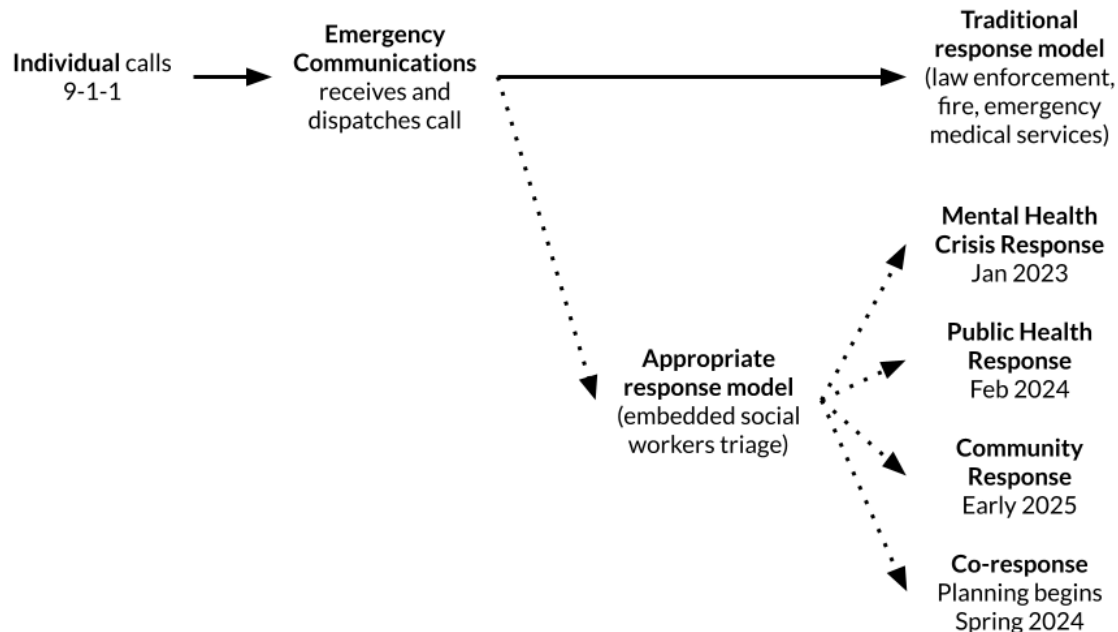 Individual calls
9-1-1
Emergency
Communications
receives and
dispatches call
Traditional
response model
(law enforcement,
fire, emergency
medical services)
Appropriate
response model
(embedded social
workers triage)
Mental Health
Crisis Response
Jan 2023
Public Health
Response
Feb 2024
Community
Response
Early 2025
Co-response
Planning begins
Spring 2024